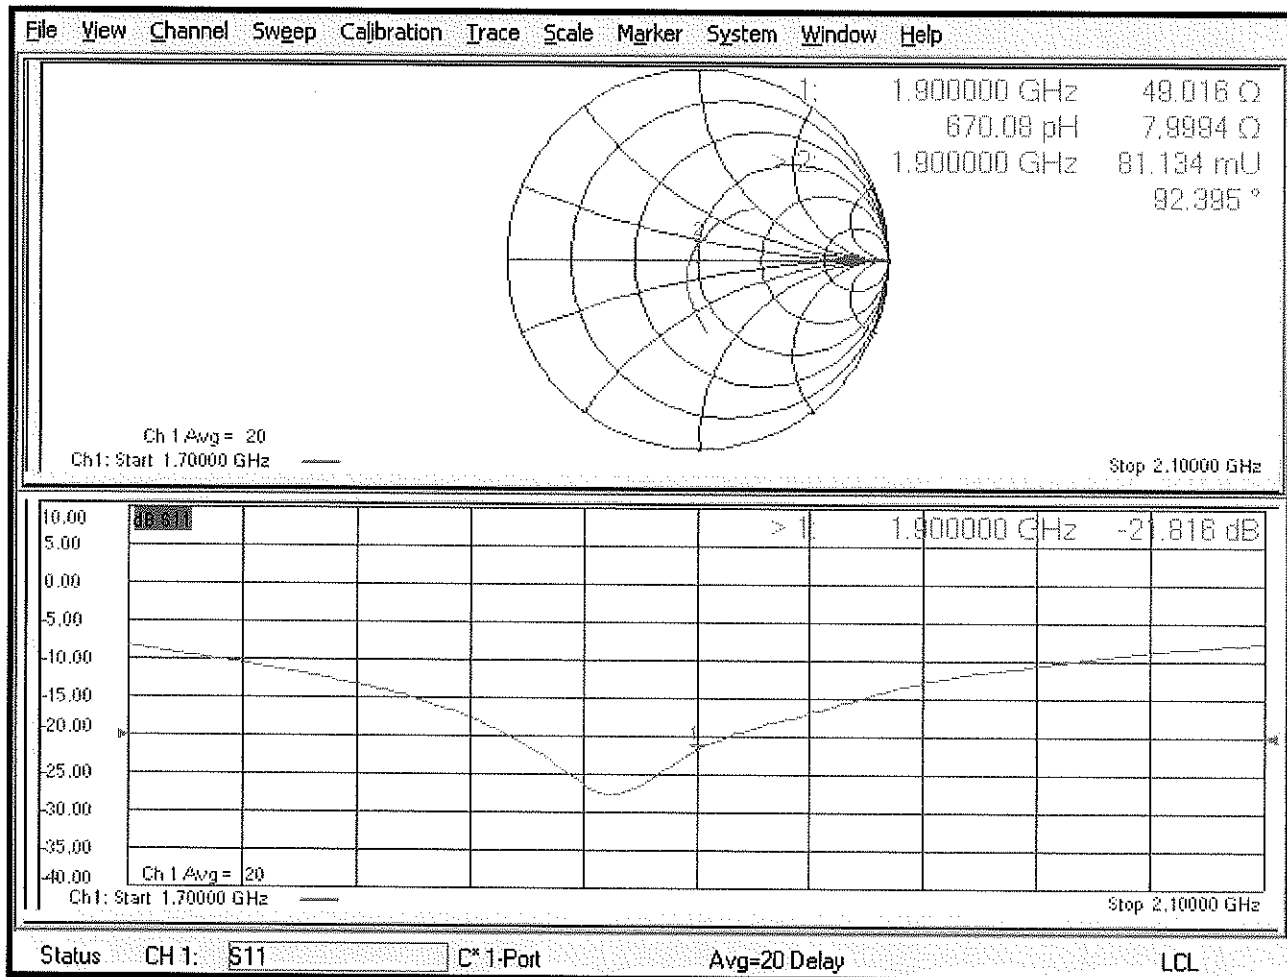 File View Channel Sweep Calibration Trace Scale Marker System Window Help
1: 1.900000 GHz 49.016 Ω
670.08 pH 7.9994 Ω
> 2: 1.900000 GHz 81.134 mU
92.395 °
2
Ch 1 Avg = 20
Ch1: Start 1.70000 GHz
Stop 2.10000 GHz
10.00
dB S11
> 1: 1.900000 GHz -21.816 dB
5.00
0.00
-5.00
-10.00
-15.00
-20.00
1
-25.00
-30.00
-35.00
-40.00
Ch 1 Avg = 20
Ch1: Start 1.70000 GHz
Stop 2.10000 GHz
Status CH 1: S11 C* 1-Port Avg=20 Delay LCL